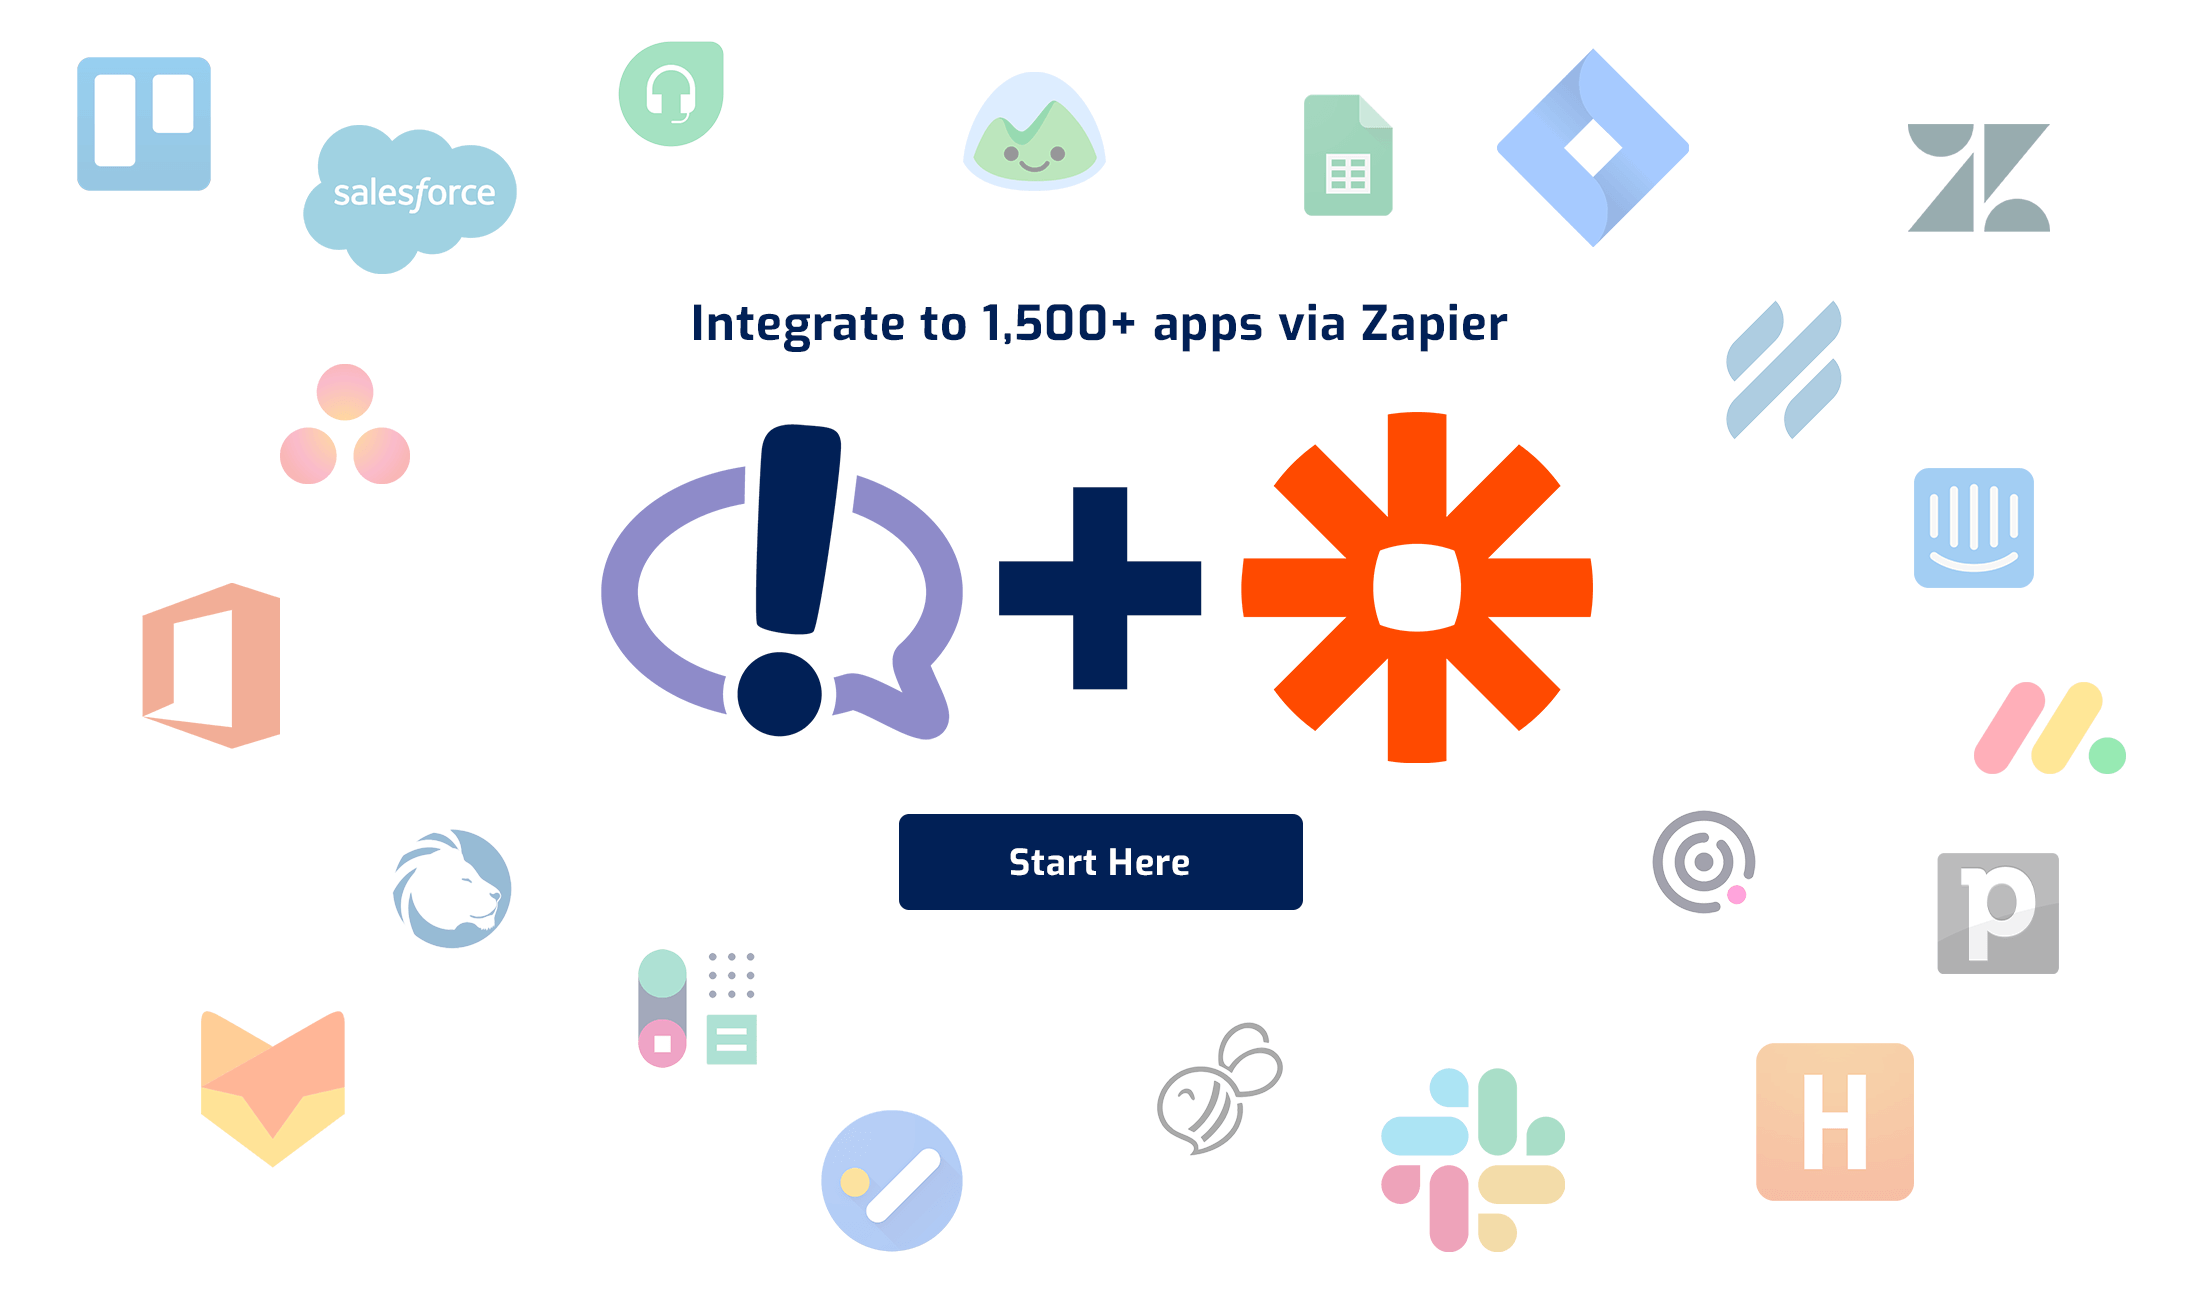 salesforce
Integrate to 1,500+ apps via Zapier
Start Here
p
H